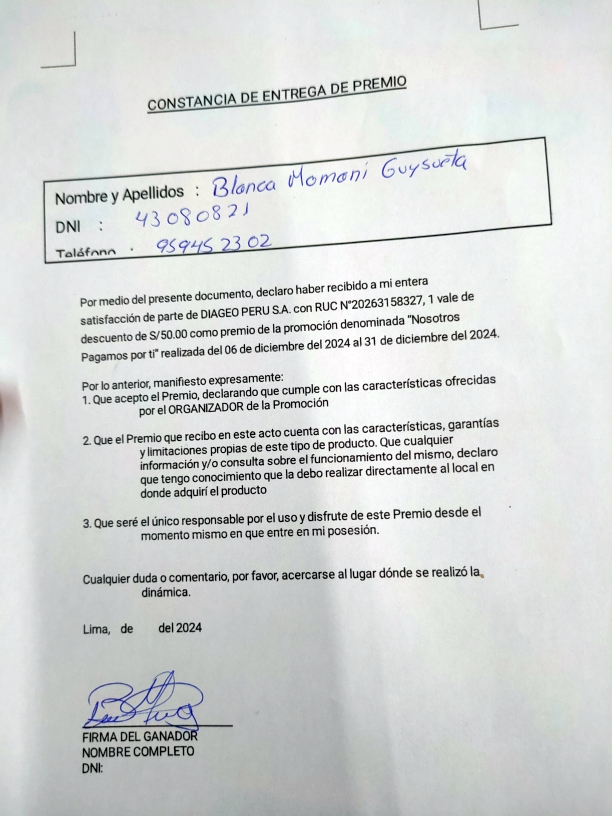 CONSTANCIA DE ENTREGA DE PREMIO
Nombre y Apellidos : Blanca Momani Guysueta
DNI : 43080821
Teléfono : 959452302
Por medio del presente documento, declaro haber recibido a mi entera
satisfacción de parte de DIAGEO PERU S.A. con RUC N°20263158327, 1 vale de
descuento de S/50.00 como premio de la promoción denominada "Nosotros
Pagamos por ti" realizada del 06 de diciembre del 2024 al 31 de diciembre del 2024.
Por lo anterior, manifiesto expresamente:
1. Que acepto el Premio, declarando que cumple con las características ofrecidas
por el ORGANIZADOR de la Promoción
2. Que el Premio que recibo en este acto cuenta con las características, garantías
y limitaciones propias de este tipo de producto. Que cualquier
información y/o consulta sobre el funcionamiento del mismo, declaro
que tengo conocimiento que la debo realizar directamente al local en
donde adquirí el producto
3. Que seré el único responsable por el uso y disfrute de este Premio desde el
momento mismo en que entre en mi posesión.
Cualquier duda o comentario, por favor, acercarse al lugar dónde se realizó la
dinámica.
Lima, de del 2024
FIRMA DEL GANADOR
NOMBRE COMPLETO
DNI: